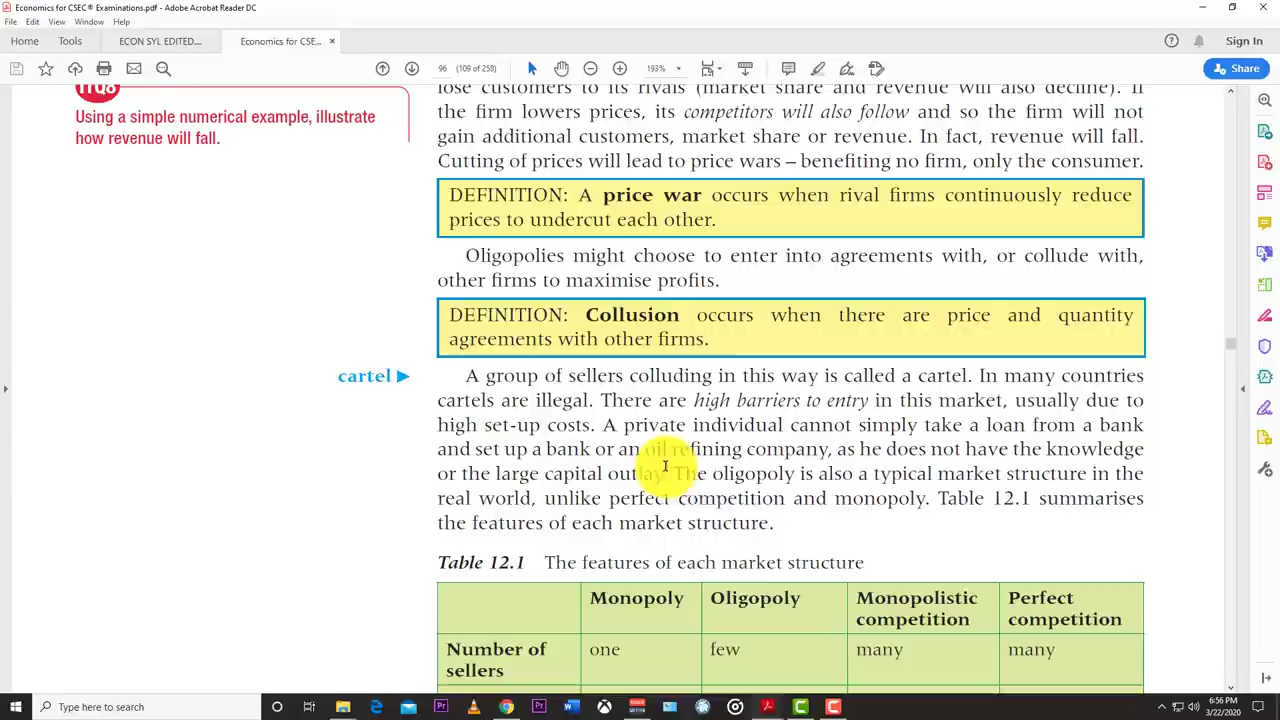 Economics for CSEC® Examinations.pdf - Adobe Acrobat Reader DC
File Edit View Window Help
Home Tools ECON SYL EDITED.... Economics for CSE... × Sign In
96 (109 of 258) 193% Share
Using a simple numerical example, illustrate
how revenue will fall.
lose customers to its rivals (market share and revenue will also decline). If
the firm lowers prices, its competitors will also follow and so the firm will not
gain additional customers, market share or revenue. In fact, revenue will fall.
Cutting of prices will lead to price wars – benefiting no firm, only the consumer.
DEFINITION: A price war occurs when rival firms continuously reduce
prices to undercut each other.
Oligopolies might choose to enter into agreements with, or collude with,
other firms to maximise profits.
DEFINITION: Collusion occurs when there are price and quantity
agreements with other firms.
cartel ▶
A group of sellers colluding in this way is called a cartel. In many countries
cartels are illegal. There are high barriers to entry in this market, usually due to
high set-up costs. A private individual cannot simply take a loan from a bank
and set up a bank or an oil refining company, as he does not have the knowledge
or the large capital outlay. The oligopoly is also a typical market structure in the
real world, unlike perfect competition and monopoly. Table 12.1 summarises
the features of each market structure.
Table 12.1 The features of each market structure
Monopoly Oligopoly Monopolistic competition Perfect competition
Number of sellers one few many many
Type here to search
6:56 PM
3/22/2020